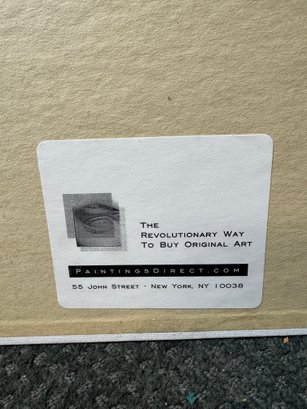 The
Revolutionary Way
To Buy Original Art
PaintingsDirect.com
55 John Street - New York, NY 10038